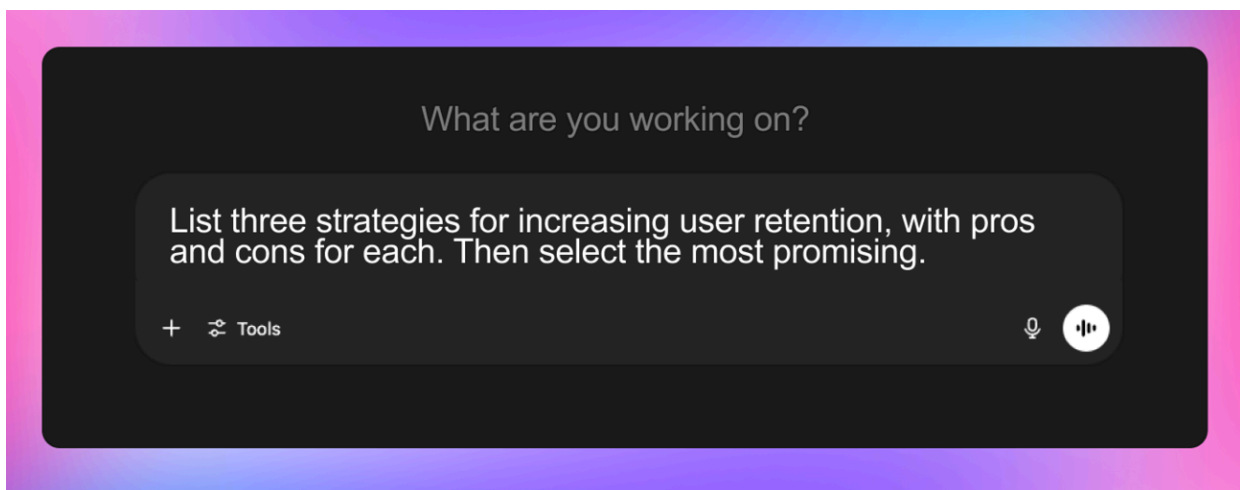 What are you working on?
List three strategies for increasing user retention, with pros
and cons for each. Then select the most promising.
Tools